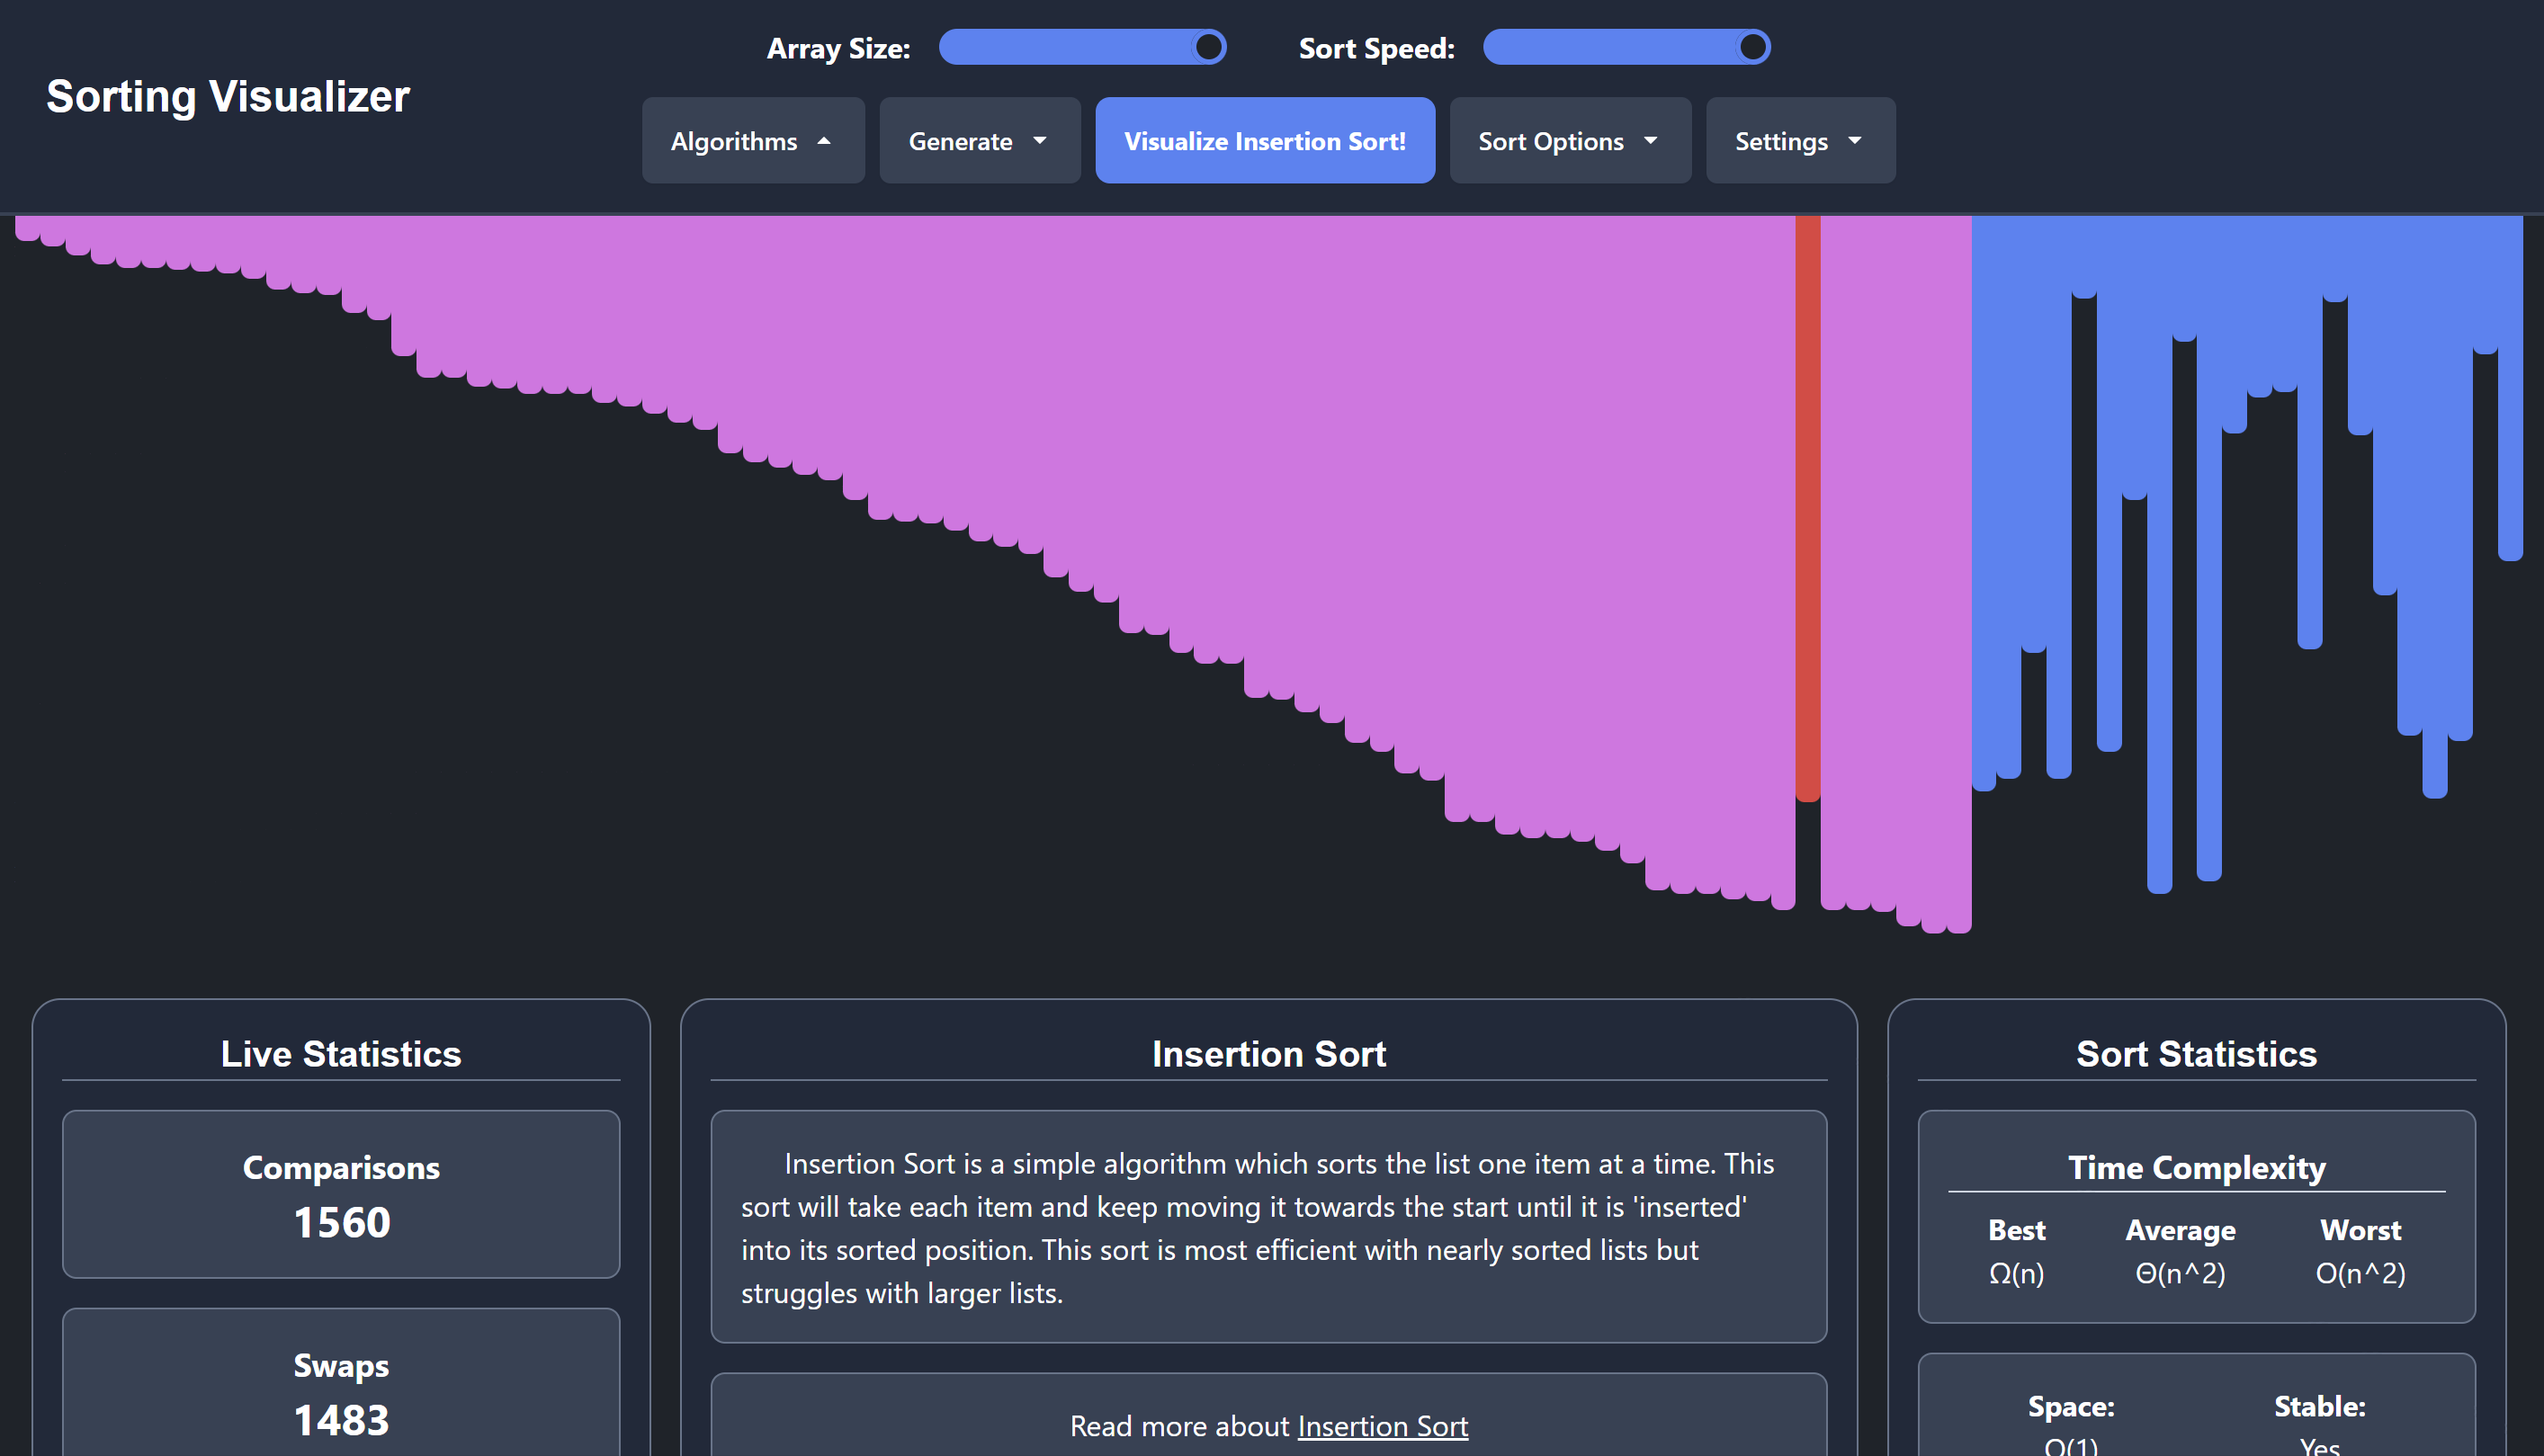 Sorting Visualizer
Array Size:
Sort Speed:
Algorithms
Generate
Visualize Insertion Sort!
Sort Options
Settings
Live Statistics
Comparisons
1560
Swaps
1483
Insertion Sort
Insertion Sort is a simple algorithm which sorts the list one item at a time. This
sort will take each item and keep moving it towards the start until it is 'inserted'
into its sorted position. This sort is most efficient with nearly sorted lists but
struggles with larger lists.
Read more about Insertion Sort
Sort Statistics
Time Complexity
Best Average Worst
Ω(n) Θ(n^2) O(n^2)
Space: Stable:
O(1) Yes